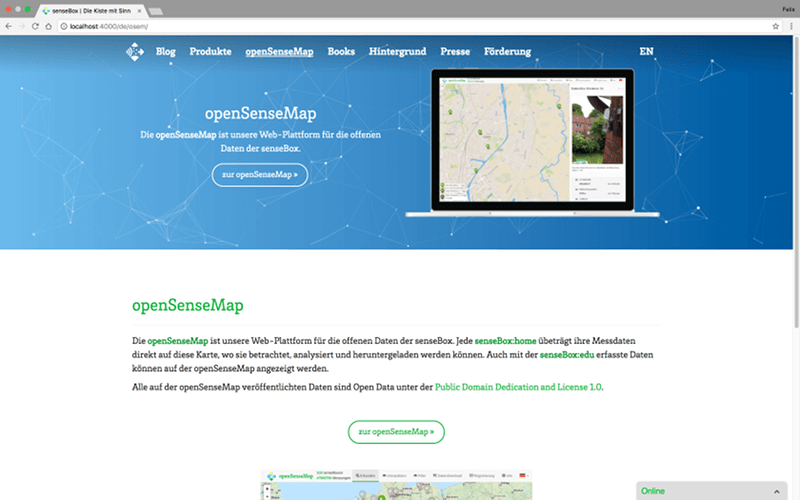 senseBox | Die Kiste mit Sinn
Felix
localhost:4000/de/osem/
Blog Produkte openSenseMap Books Hintergrund Presse Förderung EN
openSenseMap
Die openSenseMap ist unsere Web-Plattform für die offenen
Daten der senseBox.
zur openSenseMap »
openSenseMap
Die openSenseMap ist unsere Web-Plattform für die offenen Daten der senseBox. Jede senseBox:home übeträgt ihre Messdaten
direkt auf diese Karte, wo sie betrachtet, analysiert und heruntergeladen werden können. Auch mit der senseBox:edu erfasste Daten
können auf der openSenseMap angezeigt werden.
Alle auf der openSenseMap veröffentlichten Daten sind Open Data unter der Public Domain Dedication and License 1.0.
zur openSenseMap »
openSenseMap
Online